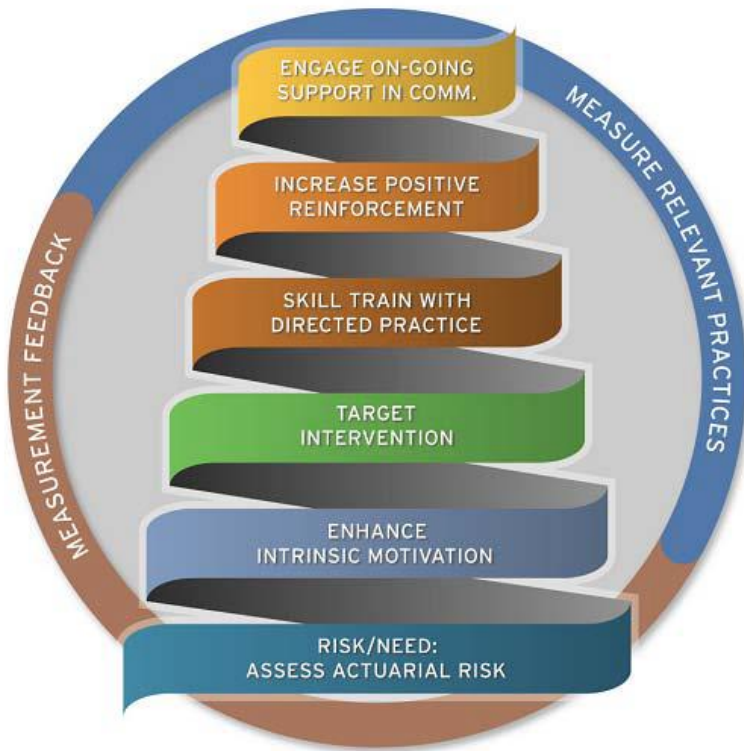 ENGAGE ON-GOING
SUPPORT IN COMM.
INCREASE POSITIVE
REINFORCEMENT
SKILL TRAIN WITH
DIRECTED PRACTICE
TARGET
INTERVENTION
ENHANCE
INTRINSIC MOTIVATION
RISK/NEED:
ASSESS ACTUARIAL RISK
MEASURE RELEVANT PRACTICES
MEASUREMENT FEEDBACK